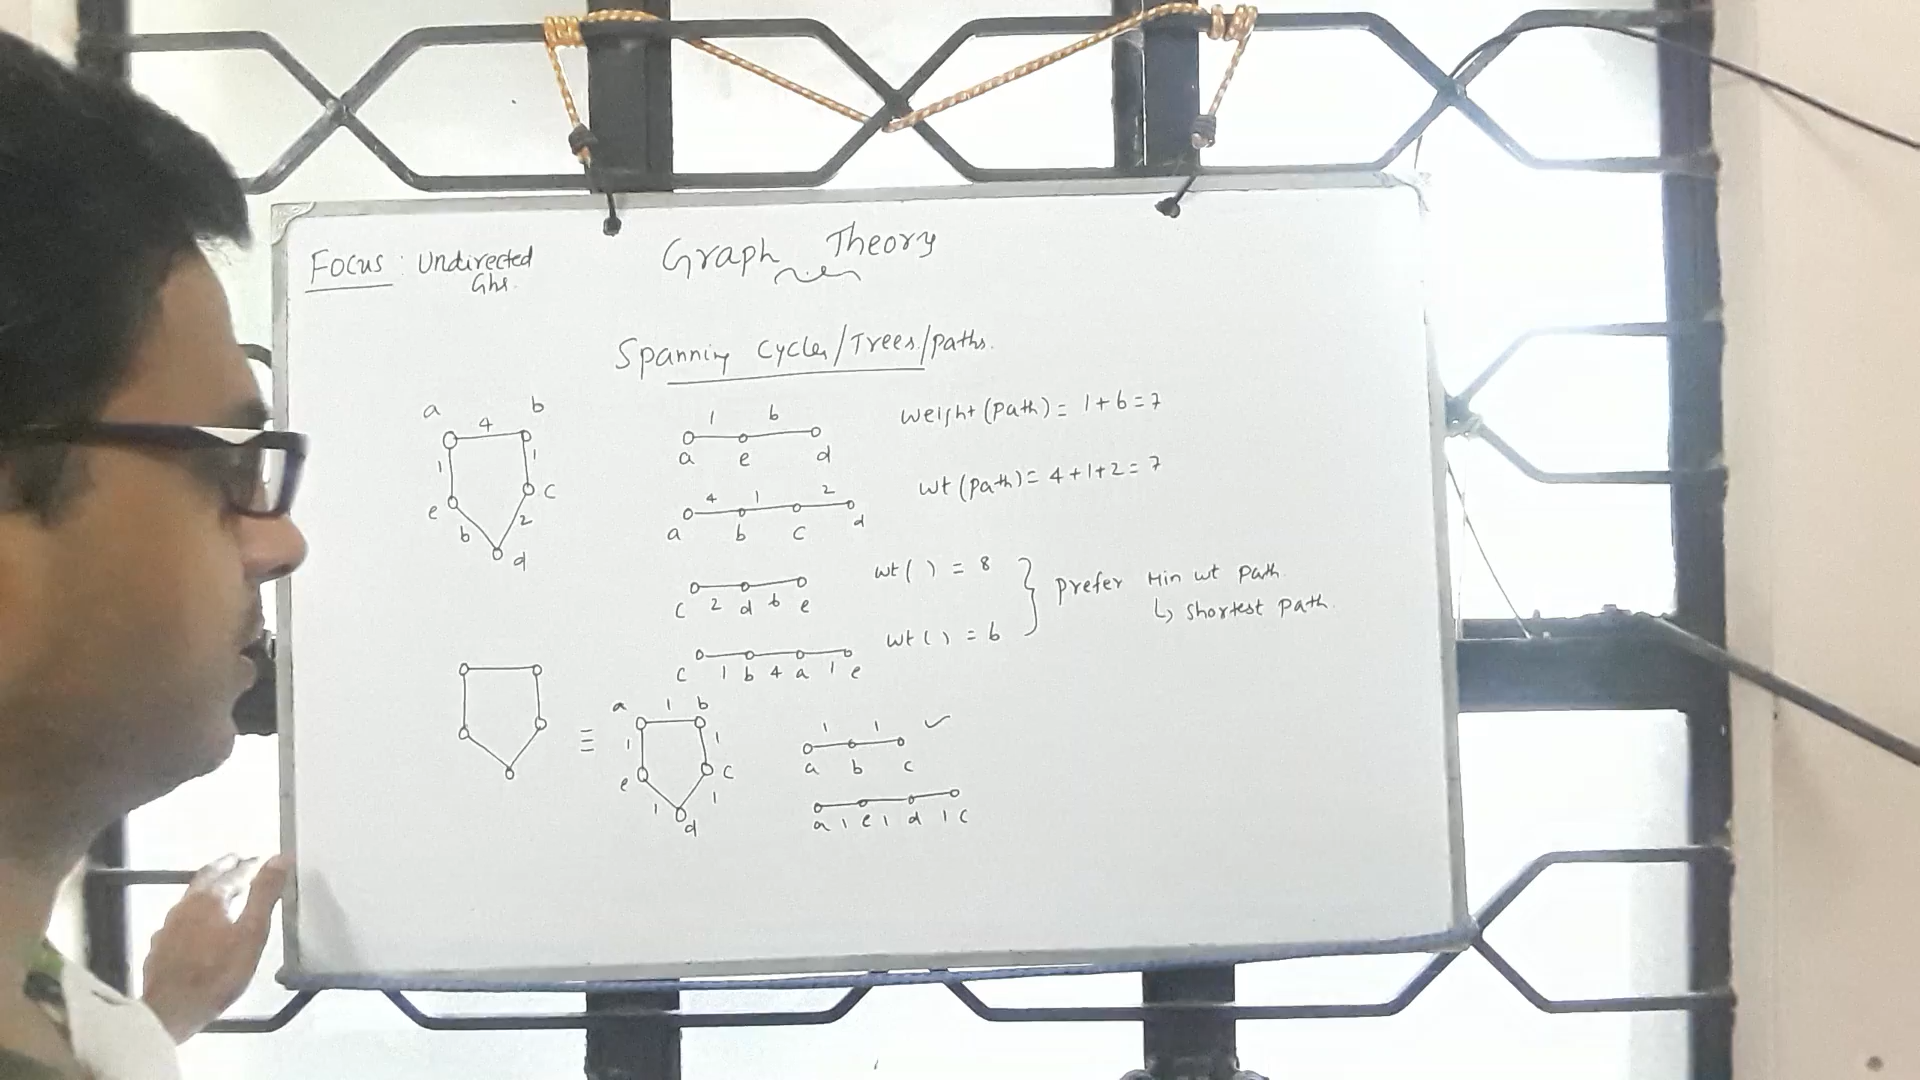 Focus : Undirected
Ghs.
Graph Theory
Spanning Cycles/Trees/paths.
a b
4
1 1
e c
6 2
d
1 6
a e d
weight (path) = 1+6=7
4 1 2
a b c d
wt (path) = 4+1+2=7
c 2 d 6 e
wt ( ) = 8
c 1 b 4 a 1 e
wt ( ) = 6
prefer Min wt path
↳ shortest path.
≡
a 1 b
1 1
e c
1 1
d
1 1 ✓
a b c
a 1 e 1 d 1 c